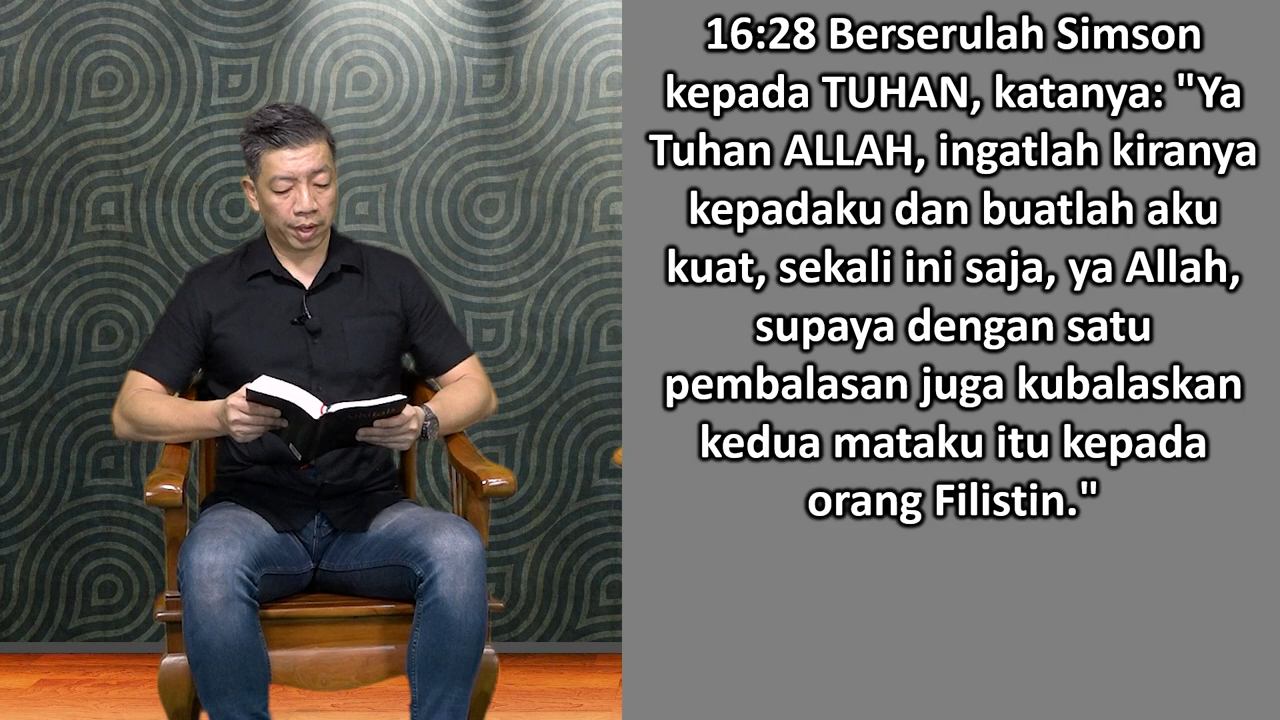 16:28 Berserulah Simson
kepada TUHAN, katanya: "Ya
Tuhan ALLAH, ingatlah kiranya
kepadaku dan buatlah aku
kuat, sekali ini saja, ya Allah,
supaya dengan satu
pembalasan juga kubalaskan
kedua mataku itu kepada
orang Filistin."